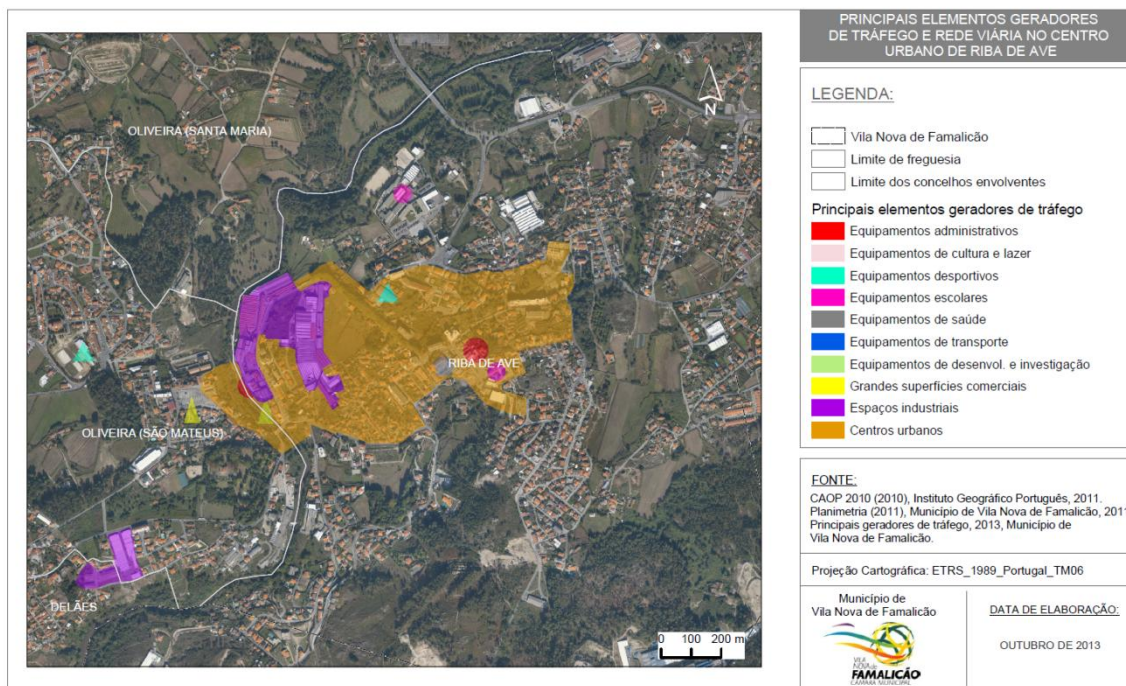 PRINCIPAIS ELEMENTOS GERADORES
DE TRÁFEGO E REDE VIÁRIA NO CENTRO
URBANO DE RIBA DE AVE
OLIVEIRA (SANTA MARIA)
N
RIBA DE AVE
OLIVEIRA (SÃO MATEUS)
DELÃES
0 100 200 m
LEGENDA:
Vila Nova de Famalicão
Limite de freguesia
Limite dos concelhos envolventes
Principais elementos geradores de tráfego
Equipamentos administrativos
Equipamentos de cultura e lazer
Equipamentos desportivos
Equipamentos escolares
Equipamentos de saúde
Equipamentos de transporte
Equipamentos de desenvol. e investigação
Grandes superfícies comerciais
Espaços industriais
Centros urbanos
FONTE:
CAOP 2010 (2010), Instituto Geográfico Português, 2011.
Planimetria (2011), Município de Vila Nova de Famalicão, 2011
Principais geradores de tráfego, 2013, Município de
Vila Nova de Famalicão.
Projeção Cartográfica: ETRS_1989_Portugal_TM06
Município de
Vila Nova de Famalicão
VILA
NOVA de
FAMALICÃO
CÂMARA MUNICIPAL
DATA DE ELABORAÇÃO:
OUTUBRO DE 2013